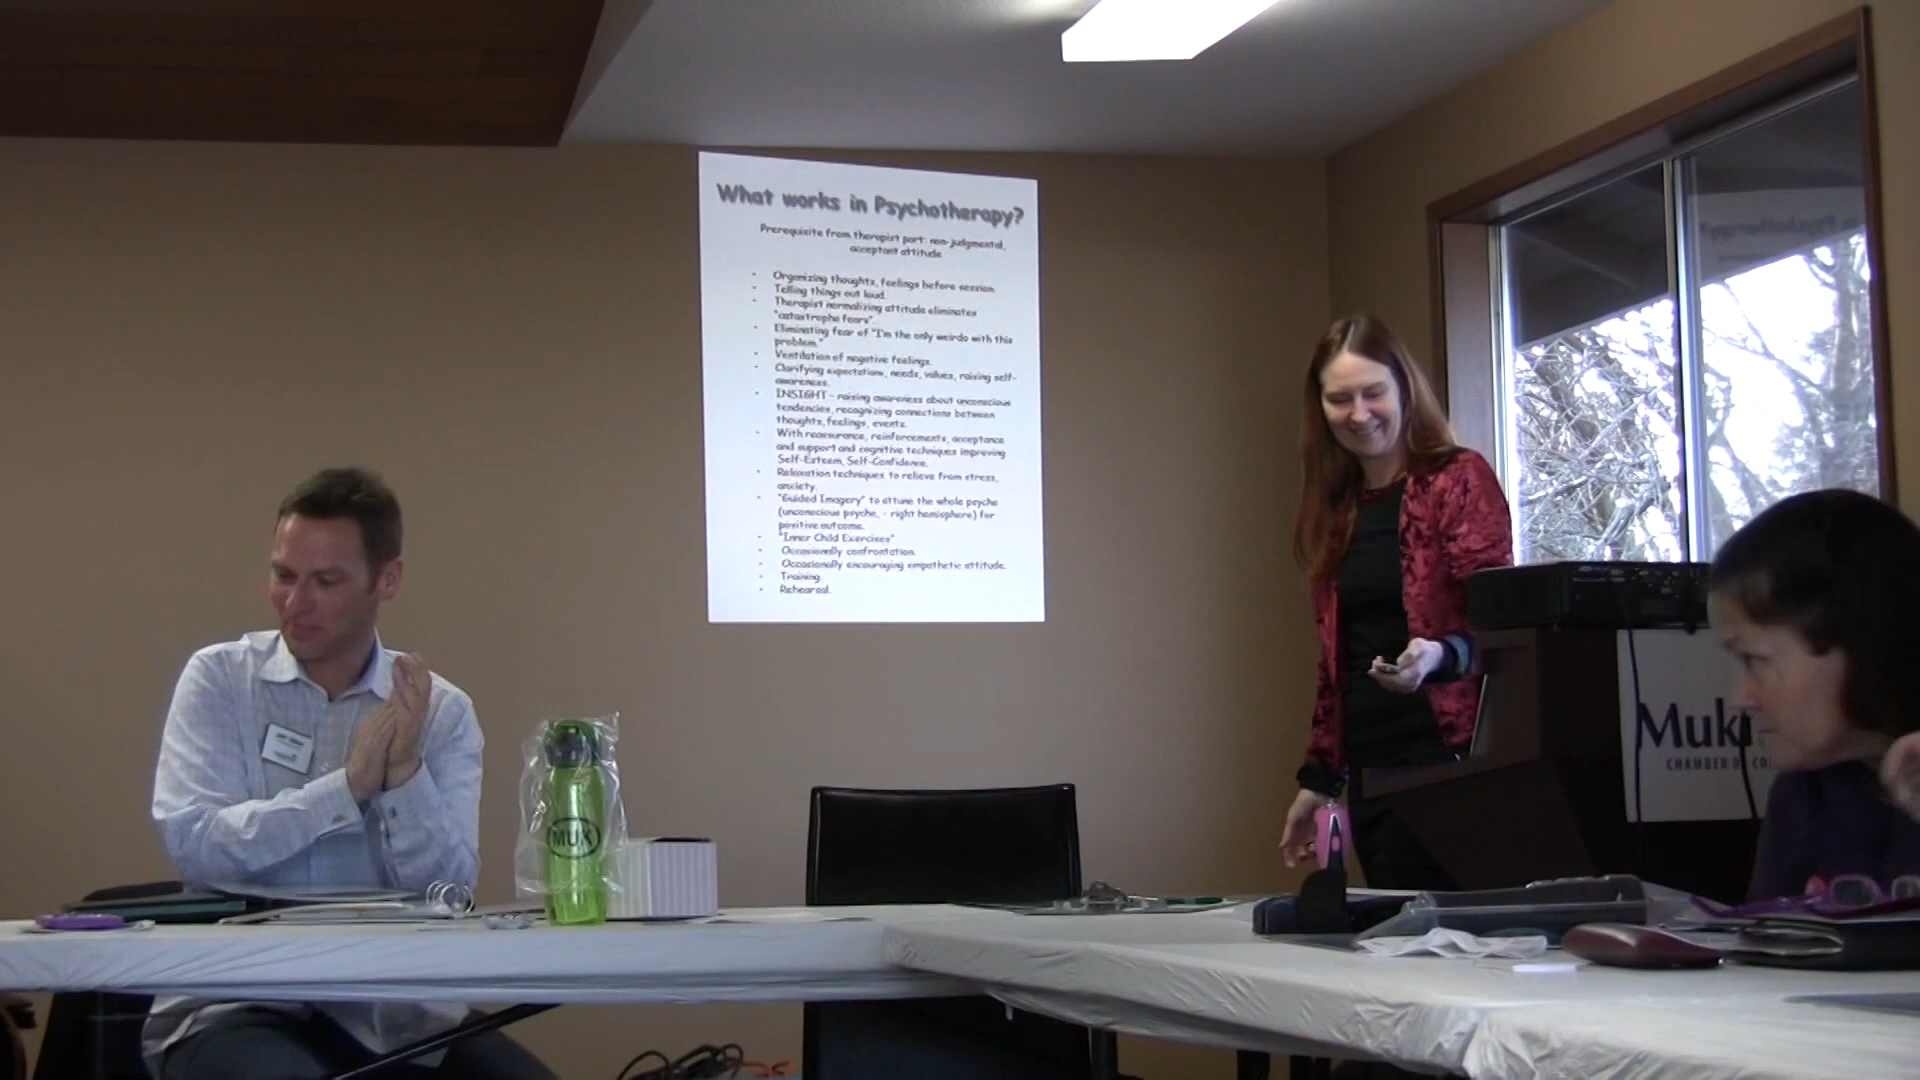 What works in Psychotherapy?
Prerequisite from therapist part: non-judgmental,
acceptant attitude
• Organizing thoughts, feelings before session
• Telling things out loud.
• Therapist normalizing attitude eliminates
"catastrophe fears".
• Eliminating fear of "I'm the only weirdo with this
problem."
• Ventilation of negative feelings.
• Clarifying expectations, needs, values, raising self-
awareness.
• INSIGHT - raising awareness about unconscious
tendencies, recognizing connections between
thoughts, feelings, events.
• With reassurance, reinforcements, acceptance
and support and cognitive techniques improving
Self-Esteem, Self-Confidence.
• Relaxation techniques to relieve from stress,
anxiety.
• "Guided Imagery" to attune the whole psyche
(unconscious psyche, - right hemisphere) for
positive outcome.
• "Inner Child Exercises"
• Occasionally confrontation.
• Occasionally encouraging empathetic attitude.
• Training.
• Rehearsal.
MUK
Muki
CHAMBER OF CO